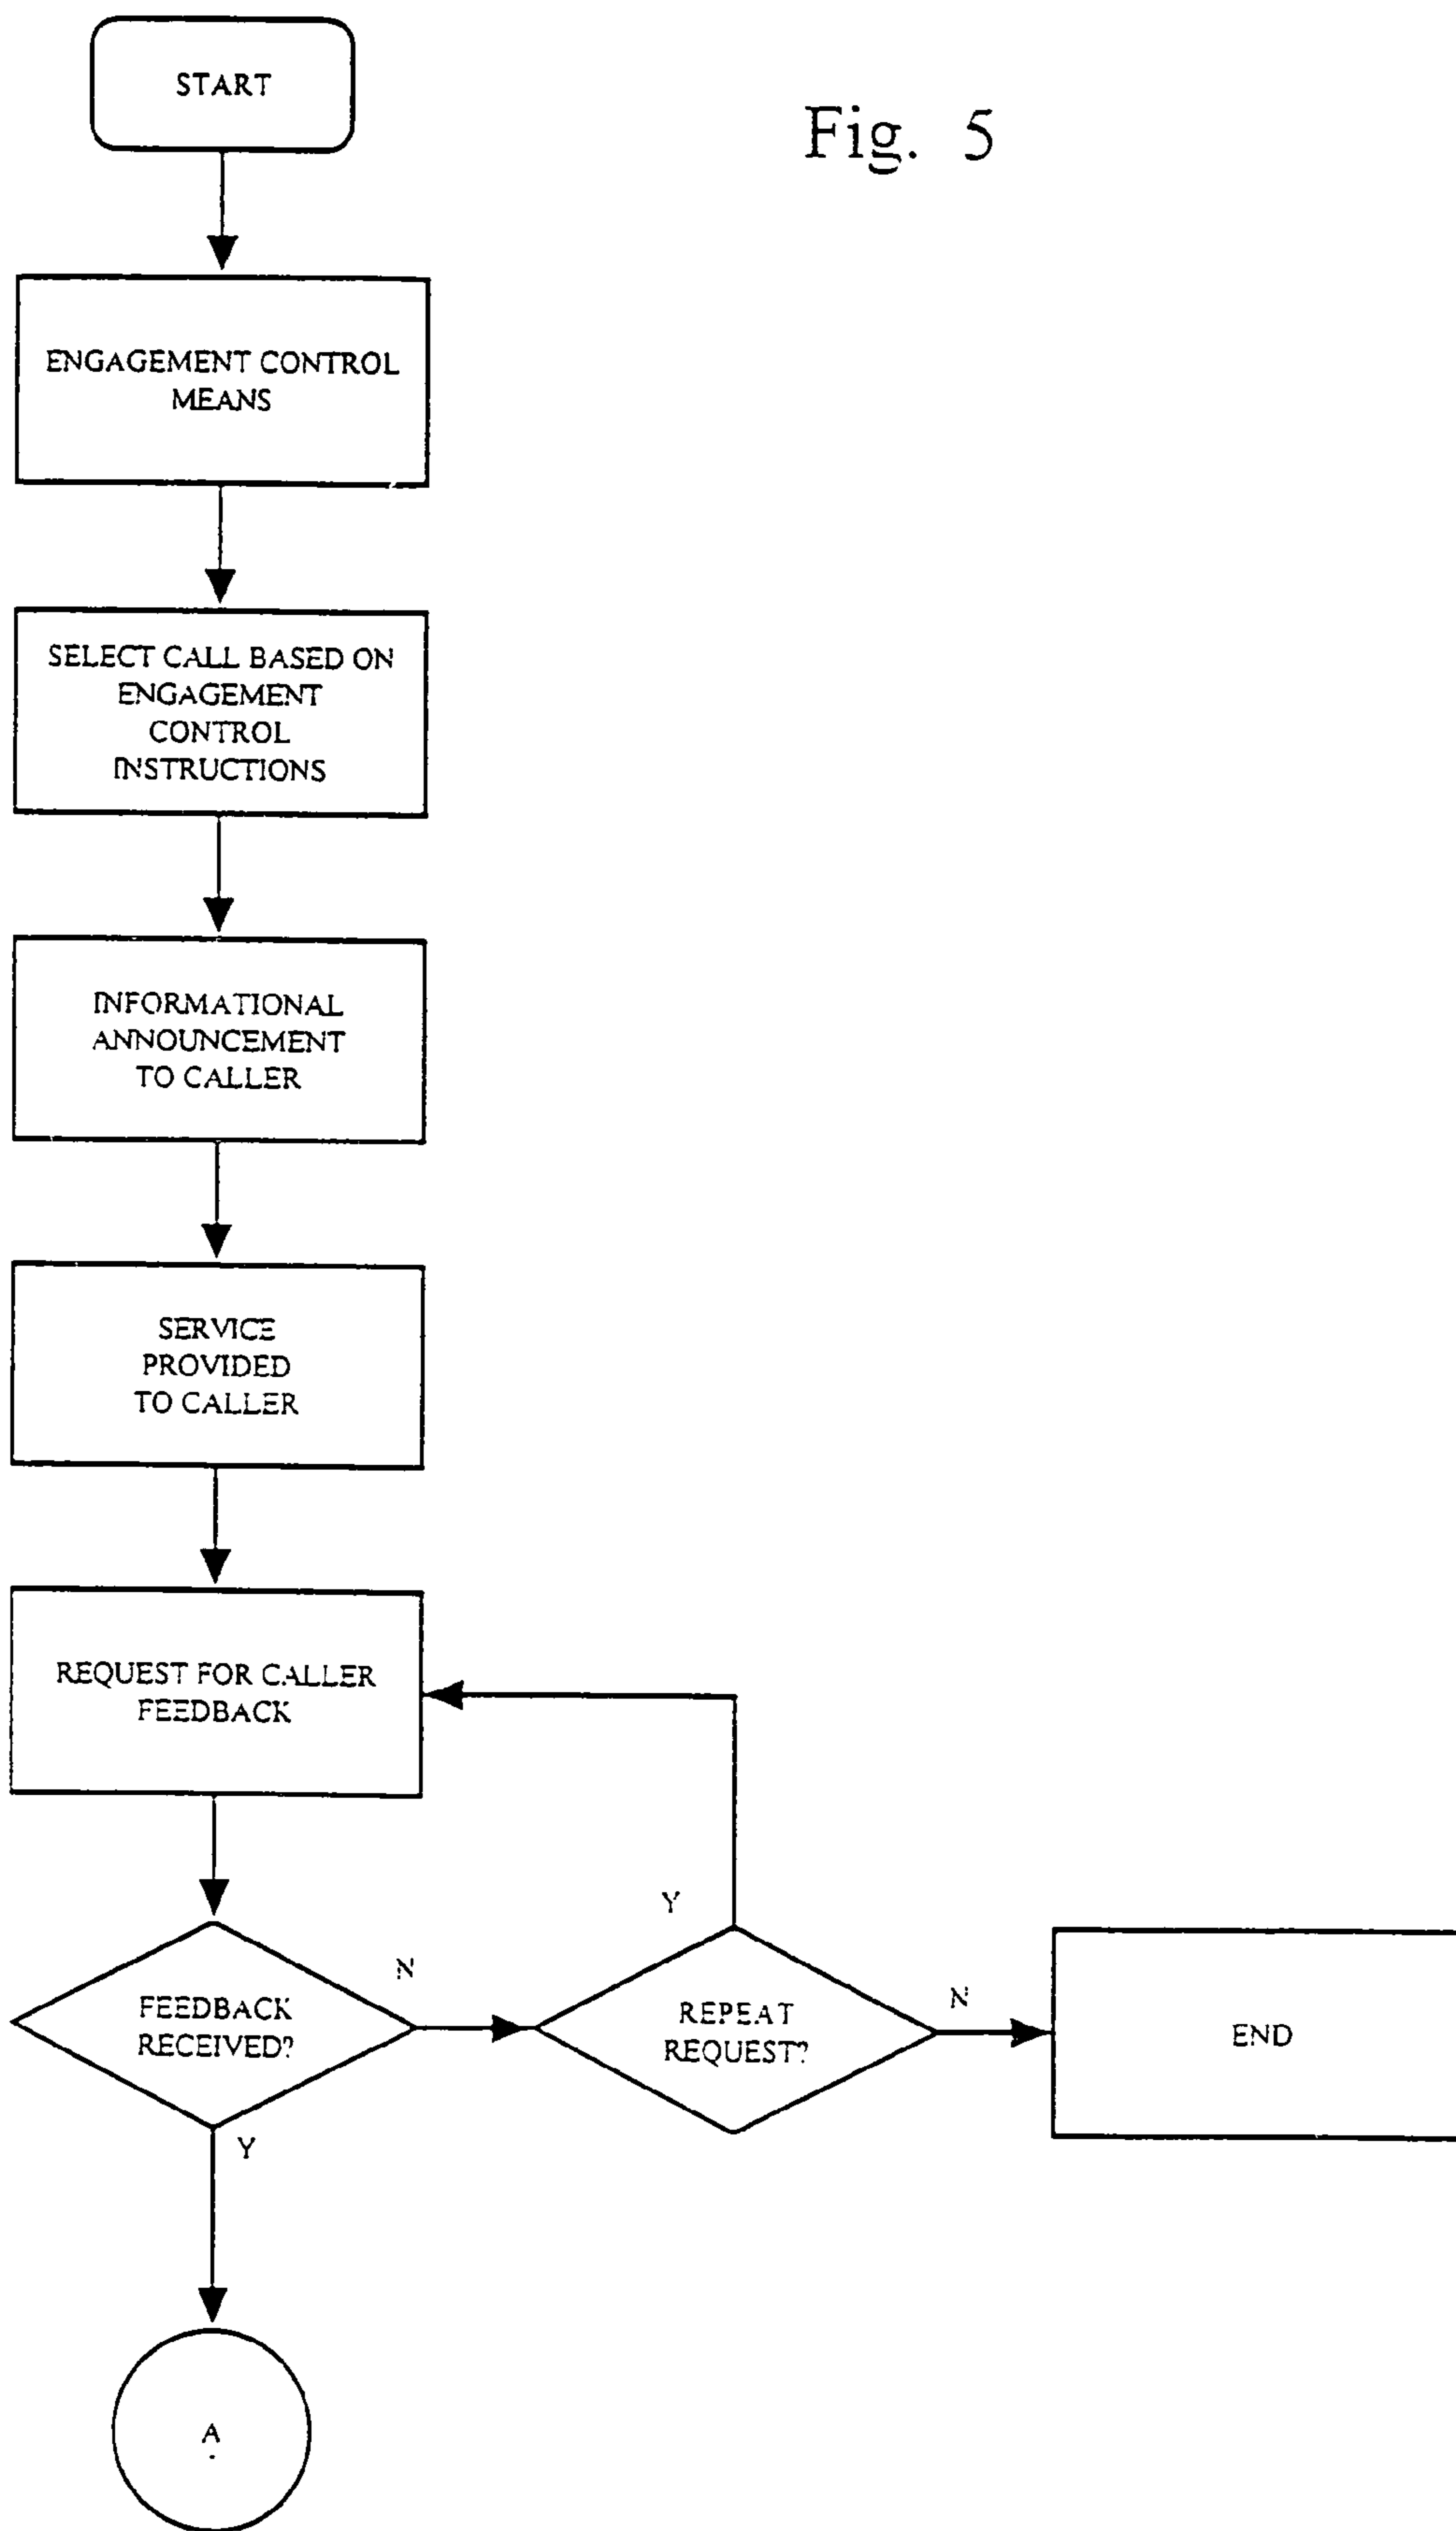 START
Fig. 5
ENGAGEMENT CONTROL
MEANS
SELECT CALL BASED ON
ENGAGEMENT
CONTROL
INSTRUCTIONS
INFORMATIONAL
ANNOUNCEMENT
TO CALLER
SERVICE
PROVIDED
TO CALLER
REQUEST FOR CALLER
FEEDBACK
Y
N
FEEDBACK
RECEIVED?
REPEAT
REQUEST?
N
END
Y
A